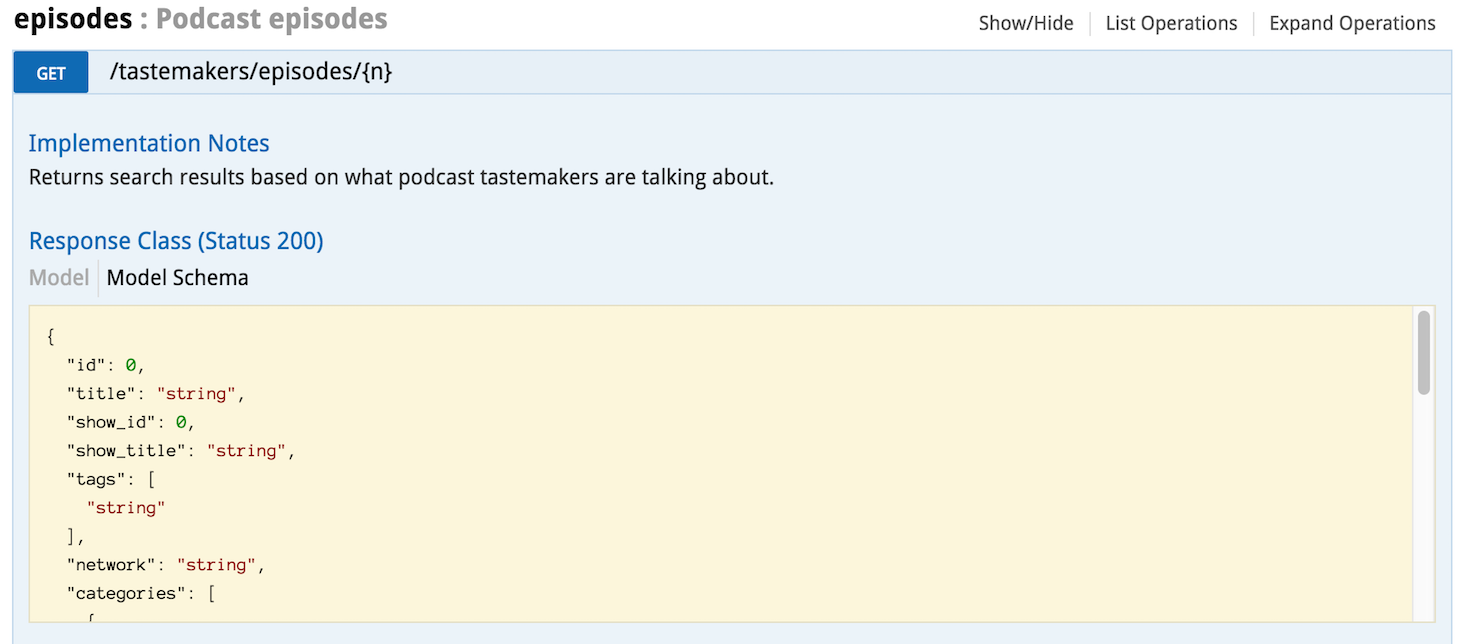 episodes : Podcast episodes
Show/Hide List Operations Expand Operations
GET /tastemakers/episodes/{n}
Implementation Notes
Returns search results based on what podcast tastemakers are talking about.
Response Class (Status 200)
Model Model Schema
{
"id": 0,
"title": "string",
"show_id": 0,
"show_title": "string",
"tags": [
"string"
],
"network": "string",
"categories": [
{